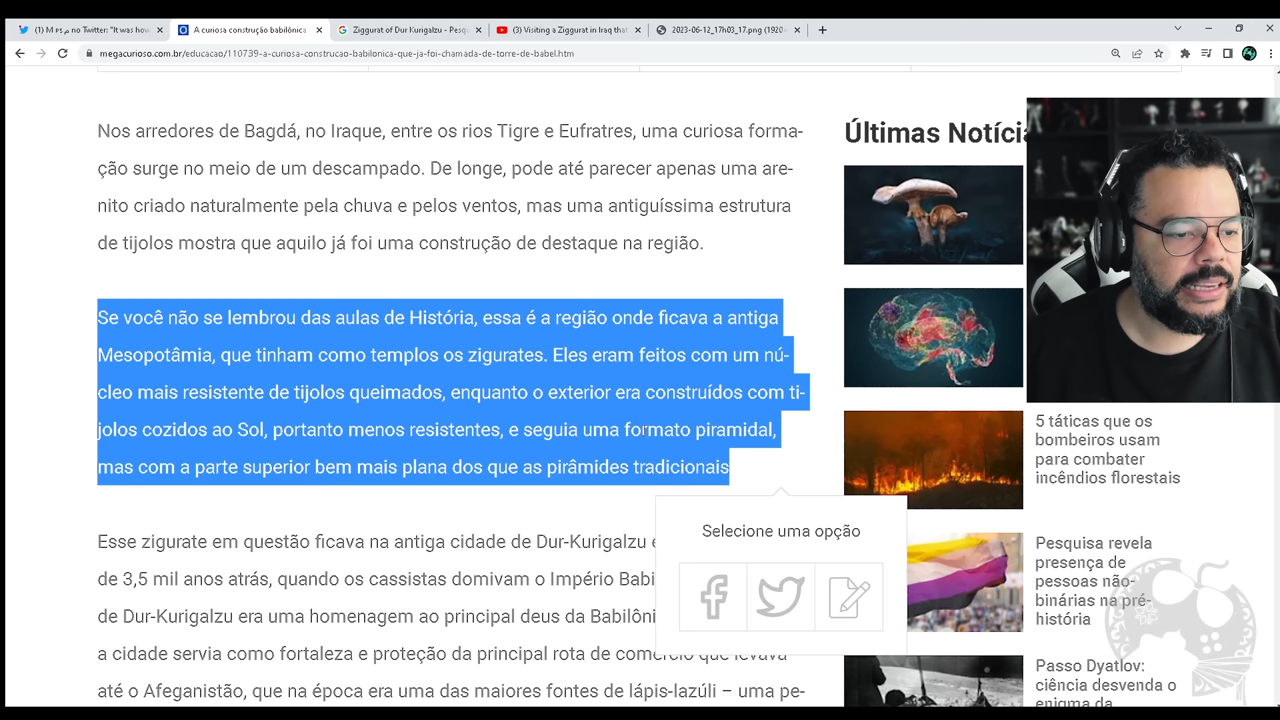 (1) M ة م ر on Twitter: "It was how
A curiosa construção babilônica
Ziggurat of Dur Kurigalzu - Pesqu
(3) Visiting a Ziggurat in Iraq that
2023-06-12_17h03_17.png (1920×
megacurioso.com.br/educacao/110739-a-curiosa-construcao-babilonica-que-ja-foi-chamada-de-torre-de-babel.htm
Nos arredores de Bagdá, no Iraque, entre os rios Tigre e Eufratres, uma curiosa forma-
ção surge no meio de um descampado. De longe, pode até parecer apenas uma are-
nito criado naturalmente pela chuva e pelos ventos, mas uma antiguíssima estrutura
de tijolos mostra que aquilo já foi uma construção de destaque na região.
Se você não se lembrou das aulas de História, essa é a região onde ficava a antiga
Mesopotâmia, que tinham como templos os zigurates. Eles eram feitos com um nú-
cleo mais resistente de tijolos queimados, enquanto o exterior era construídos com ti-
jolos cozidos ao Sol, portanto menos resistentes, e seguia uma formato piramidal,
mas com a parte superior bem mais plana dos que as pirâmides tradicionais
Esse zigurate em questão ficava na antiga cidade de Dur-Kurigalzu
de 3,5 mil anos atrás, quando os cassistas domivam o Império Babi
de Dur-Kurigalzu era uma homenagem ao principal deus da Babilôni
a cidade servia como fortaleza e proteção da principal rota de comércio que levava
até o Afeganistão, que na época era uma das maiores fontes de lápis-lazúli – uma pe-
Selecione uma opção
Últimas Notícia
5 táticas que os
bombeiros usam
para combater
incêndios florestais
Pesquisa revela
presença de
pessoas não-
binárias na pré-
história
Passo Dyatlov:
ciência desvenda o
enigma da